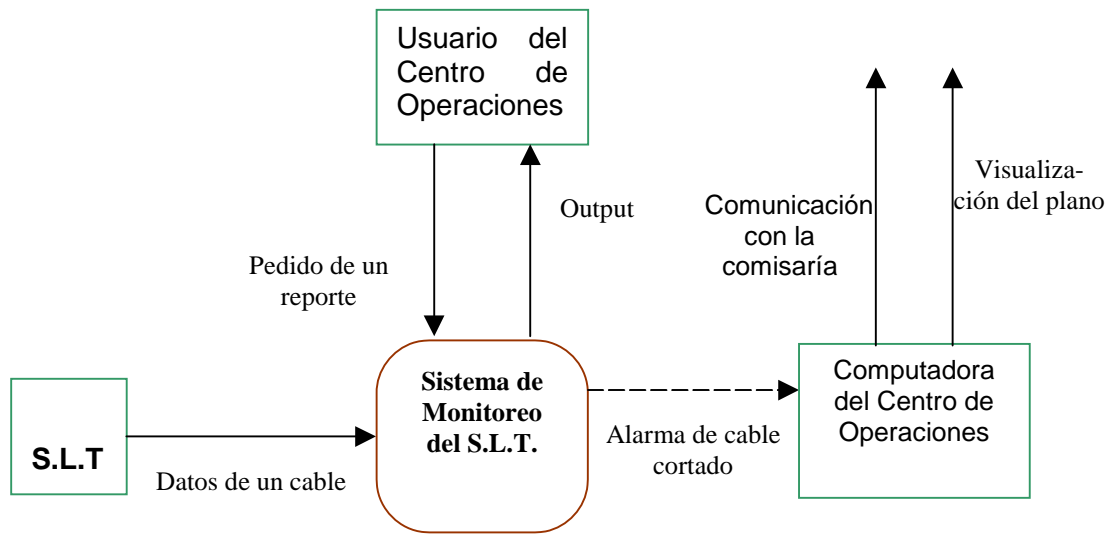 Usuario del
Centro de
Operaciones
Visualiza-
ción del plano
Output
Comunicación
con la
comisaría
Pedido de un
reporte
Sistema de
Monitoreo
del S.L.T.
Computadora
del Centro de
Operaciones
S.L.T
Datos de un cable
Alarma de cable
cortado